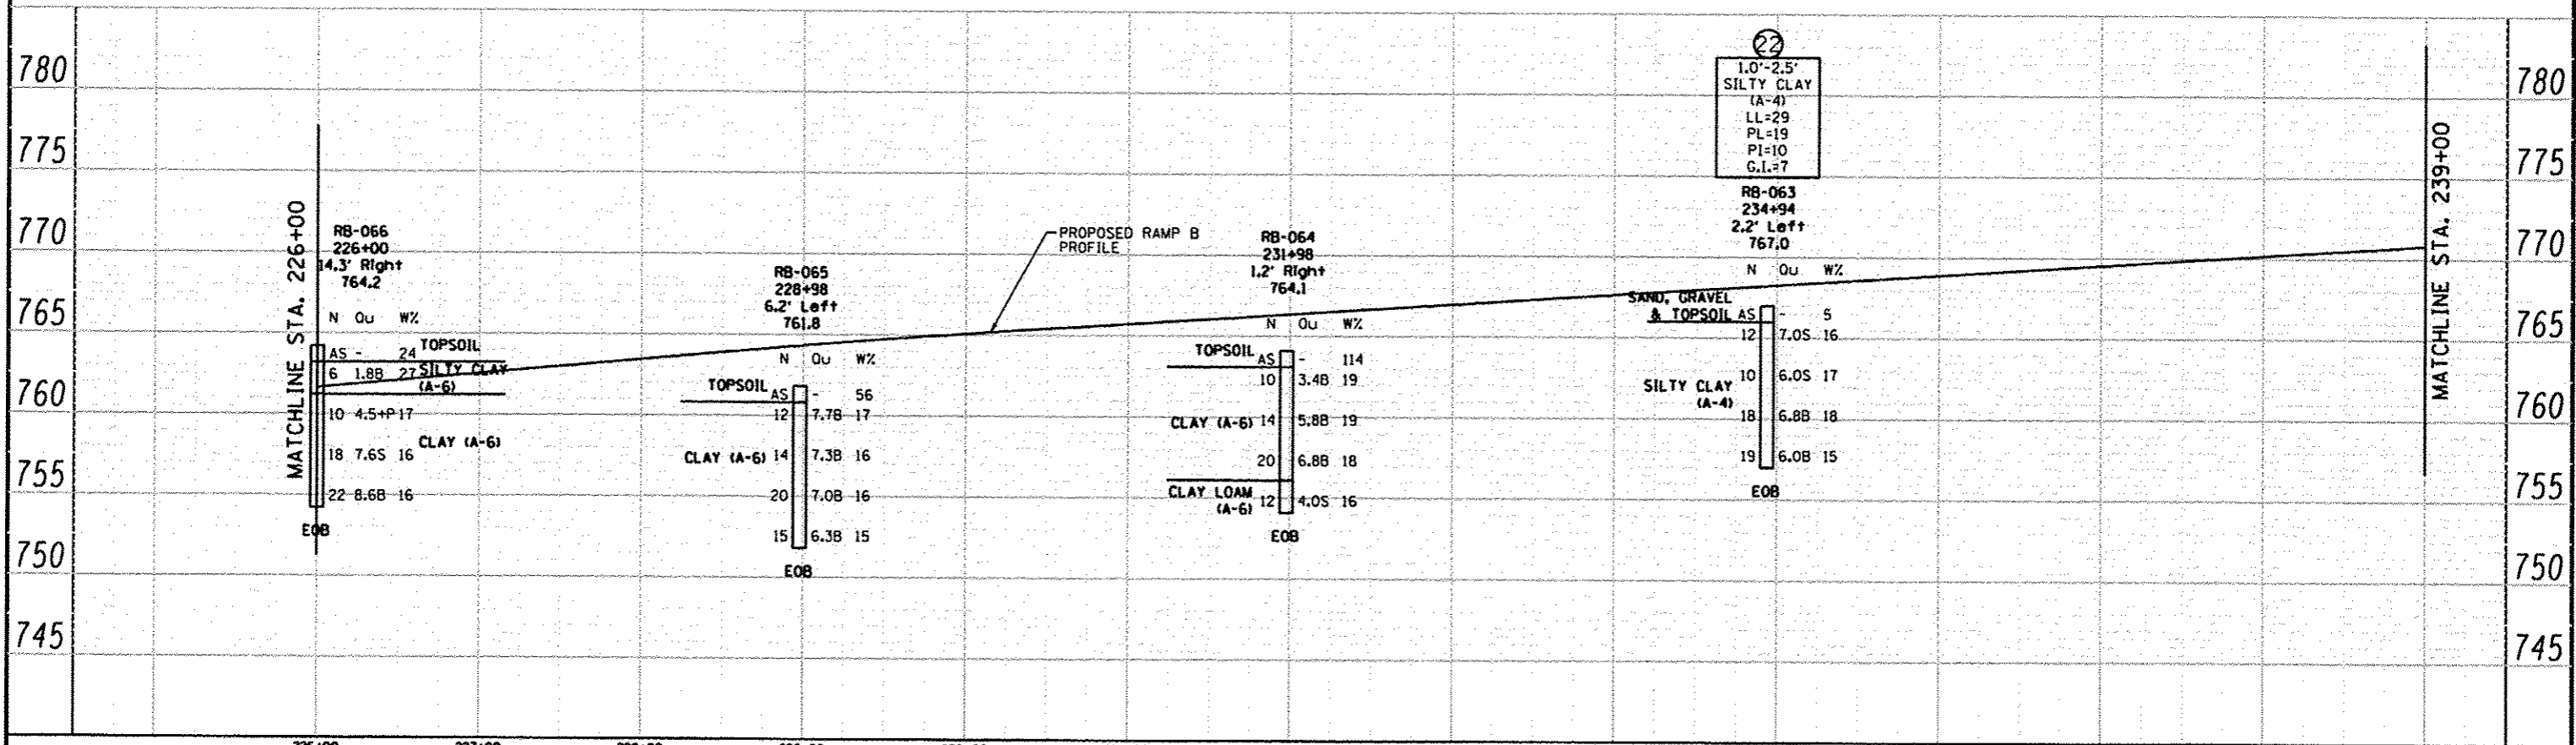 780
775
770
765
760
755
750
745
MATCHLINE STA. 226+00
RB-066
226+00
14.3' Right
764.2
N Qu W%
AS - 24
TOPSOIL
6 1.8B 27
SILTY CLAY
(A-6)
10 4.5+P 17
CLAY (A-6)
18 7.6S 16
22 8.6B 16
EOB
RB-065
228+98
6.2' Left
761.8
N Qu W%
TOPSOIL
AS - 56
12 7.7B 17
CLAY (A-6) 14 7.3B 16
20 7.0B 16
15 6.3B 15
EOB
PROPOSED RAMP B
PROFILE
RB-064
231+98
1.2' Right
764.1
N Qu W%
TOPSOIL
AS - 114
10 3.4B 19
CLAY (A-6) 14 5.8B 19
20 6.8B 18
CLAY LOAM
(A-6)
12 4.0S 16
EOB
22
1.0'-2.5'
SILTY CLAY
(A-4)
LL=29
PL=19
PI=10
G.I.=7
RB-063
234+94
2.2' Left
767.0
N Qu W%
SAND, GRAVEL
& TOPSOIL AS - 5
12 7.0S 16
SILTY CLAY
(A-4)
10 6.0S 17
18 6.8B 18
19 6.0B 15
EOB
MATCHLINE STA. 239+00
780
775
770
765
760
755
750
745